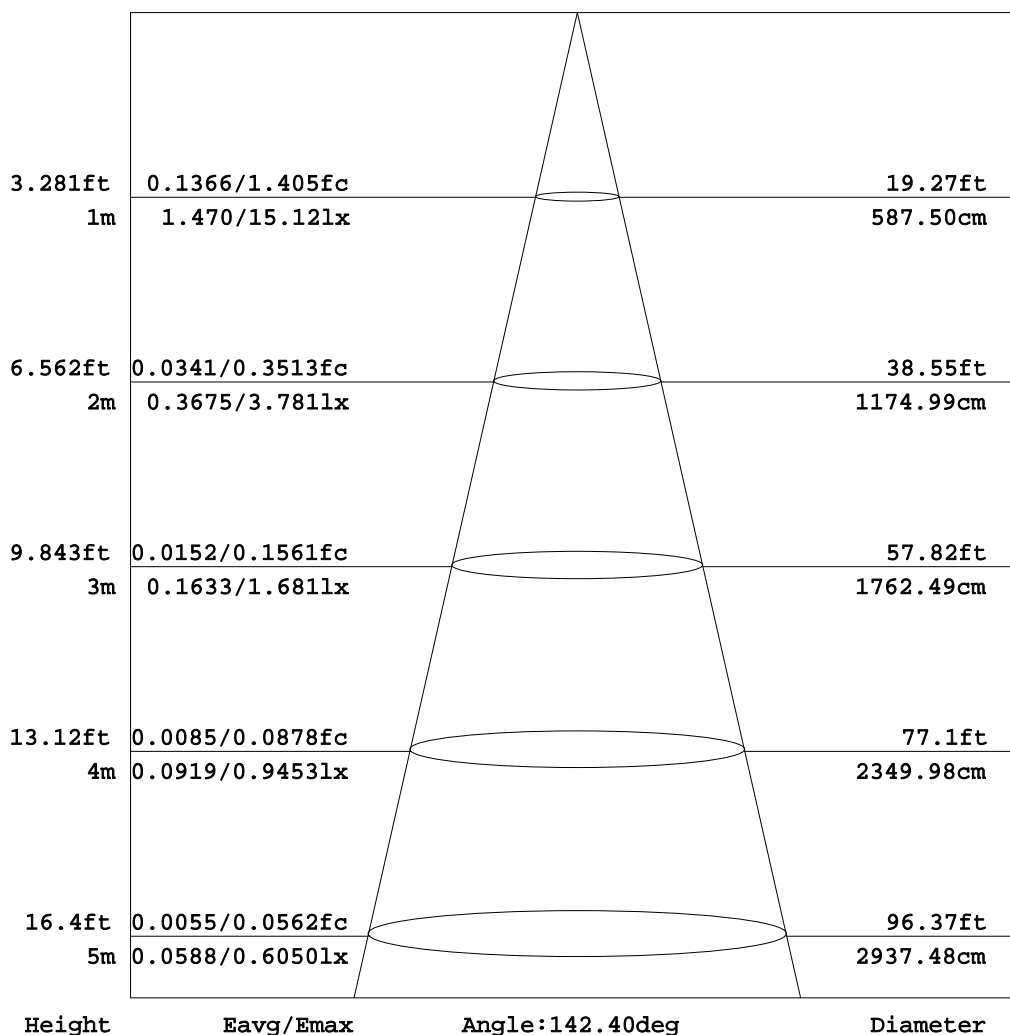 3.281ft 0.1366/1.405fc 19.27ft
1m 1.470/15.12lx 587.50cm
6.562ft 0.0341/0.3513fc 38.55ft
2m 0.3675/3.781lx 1174.99cm
9.843ft 0.0152/0.1561fc 57.82ft
3m 0.1633/1.681lx 1762.49cm
13.12ft 0.0085/0.0878fc 77.1ft
4m 0.0919/0.9453lx 2349.98cm
16.4ft 0.0055/0.0562fc 96.37ft
5m 0.0588/0.6050lx 2937.48cm
Height Eavg/Emax Angle:142.40deg Diameter